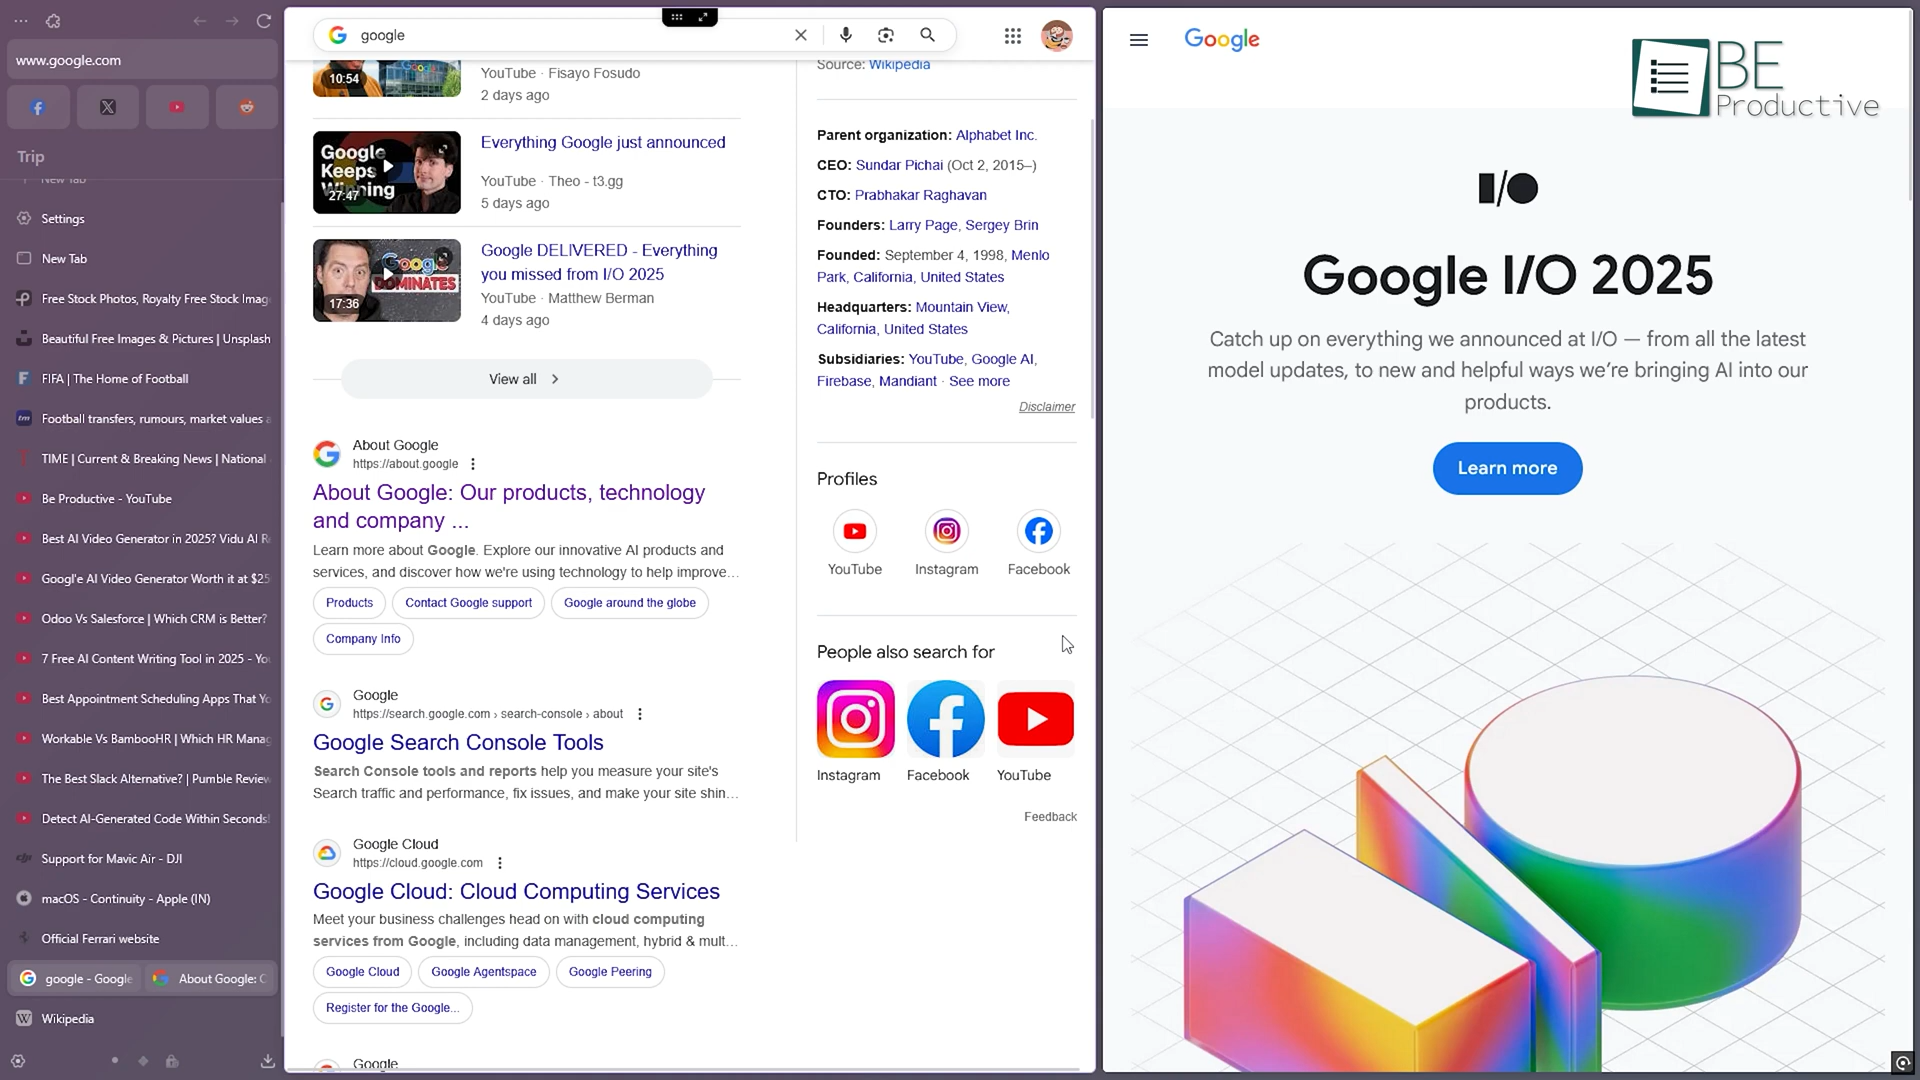 www.google.com
Trip
New Tab
Settings
New Tab
Free Stock Photos, Royalty Free Stock Imag
Beautiful Free Images & Pictures | Unsplash
FIFA | The Home of Football
Football transfers, rumours, market values a
TIME | Current & Breaking News | National
Be Productive - YouTube
Best AI Video Generator in 2025? Vidu AI R
Googl'e AI Video Generator Worth it at $25
Odoo Vs Salesforce | Which CRM is Better?
7 Free AI Content Writing Tool in 2025 - You
Best Appointment Scheduling Apps That Yo
Workable Vs BambooHR | Which HR Manag
The Best Slack Alternative? | Pumble Review
Detect AI-Generated Code Within Seconds!
Support for Mavic Air - DJI
macOS - Continuity - Apple (IN)
Official Ferrari website
google - Google
About Google: C
Wikipedia
google
10:54
YouTube · Fisayo Fosudo
2 days ago
Google
Keeps
Winning
27:47
Everything Google just announced
YouTube · Theo - t3.gg
5 days ago
Google
DOMINATES
17:36
Google DELIVERED - Everything
you missed from I/O 2025
YouTube · Matthew Berman
4 days ago
View all
About Google
https://about.google
About Google: Our products, technology
and company ...
Learn more about Google. Explore our innovative AI products and
services, and discover how we're using technology to help improve...
Products
Contact Google support
Google around the globe
Company Info
Google
https://search.google.com › search-console › about
Google Search Console Tools
Search Console tools and reports help you measure your site's
Search traffic and performance, fix issues, and make your site shin...
Google Cloud
https://cloud.google.com
Google Cloud: Cloud Computing Services
Meet your business challenges head on with cloud computing
services from Google, including data management, hybrid & mult...
Google Cloud
Google Agentspace
Google Peering
Register for the Google...
Google
Source: Wikipedia
Parent organization: Alphabet Inc.
CEO: Sundar Pichai (Oct 2, 2015–)
CTO: Prabhakar Raghavan
Founders: Larry Page, Sergey Brin
Founded: September 4, 1998, Menlo
Park, California, United States
Headquarters: Mountain View,
California, United States
Subsidiaries: YouTube, Google AI,
Firebase, Mandiant · See more
Disclaimer
Profiles
YouTube
Instagram
Facebook
People also search for
Instagram
Facebook
YouTube
Feedback
Google
BE
Productive
I/O
Google I/O 2025
Catch up on everything we announced at I/O — from all the latest
model updates, to new and helpful ways we're bringing AI into our
products.
Learn more